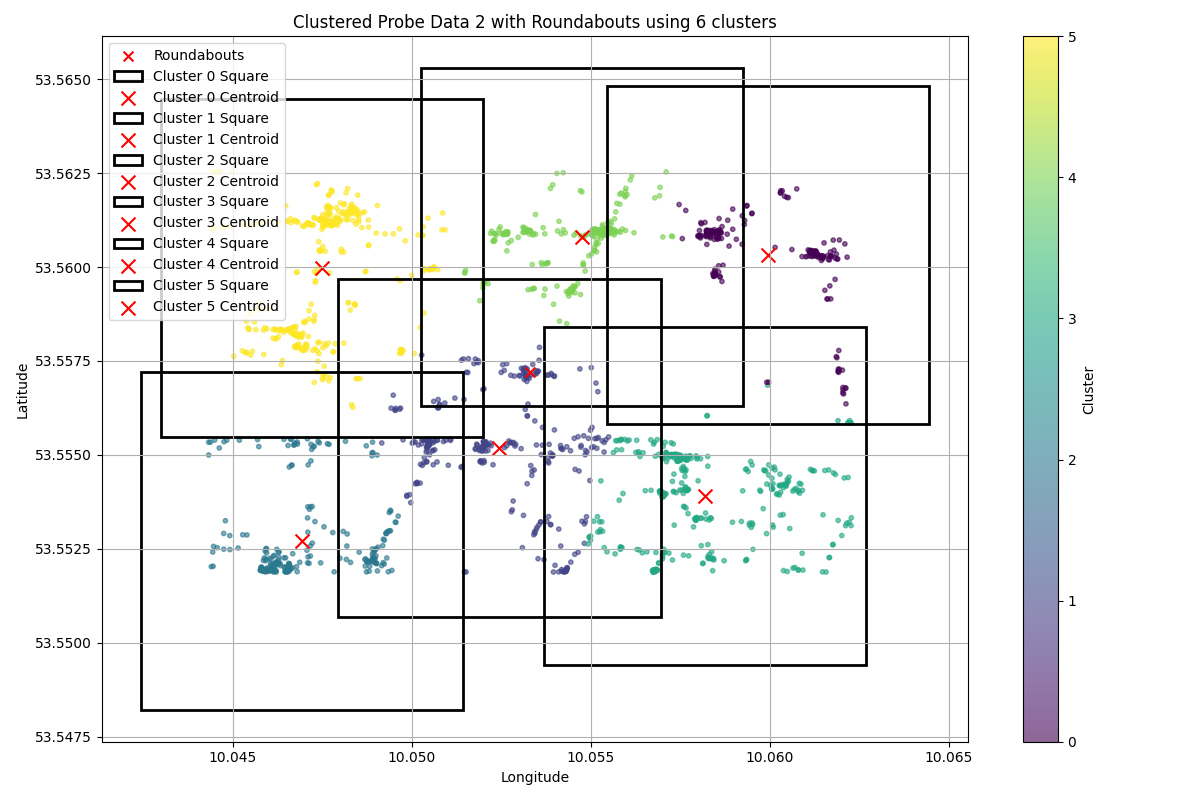 Clustered Probe Data 2 with Roundabouts using 6 clusters
Roundabouts
Cluster 0 Square
Cluster 0 Centroid
Cluster 1 Square
Cluster 1 Centroid
Cluster 2 Square
Cluster 2 Centroid
Cluster 3 Square
Cluster 3 Centroid
Cluster 4 Square
Cluster 4 Centroid
Cluster 5 Square
Cluster 5 Centroid
53.5650
53.5625
53.5600
53.5575
53.5550
53.5525
53.5500
53.5475
Latitude
10.045
10.050
10.055
10.060
10.065
Longitude
5
4
3
2
1
0
Cluster